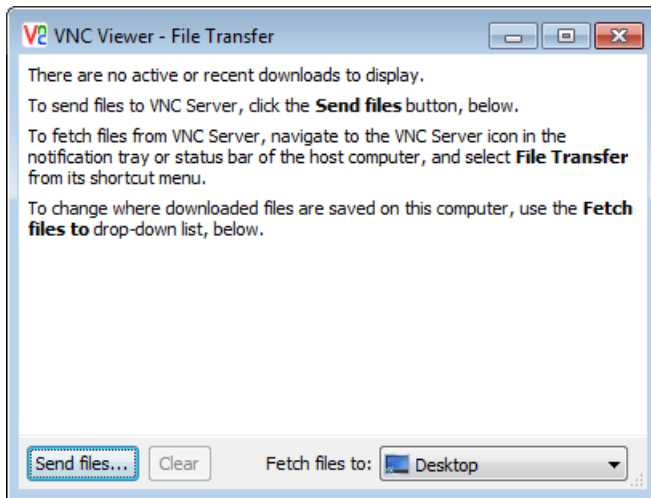 VNC Viewer - File Transfer
There are no active or recent downloads to display.
To send files to VNC Server, click the Send files button, below.
To fetch files from VNC Server, navigate to the VNC Server icon in the
notification tray or status bar of the host computer, and select File Transfer
from its shortcut menu.
To change where downloaded files are saved on this computer, use the Fetch
files to drop-down list, below.
Send files... Clear Fetch files to: Desktop